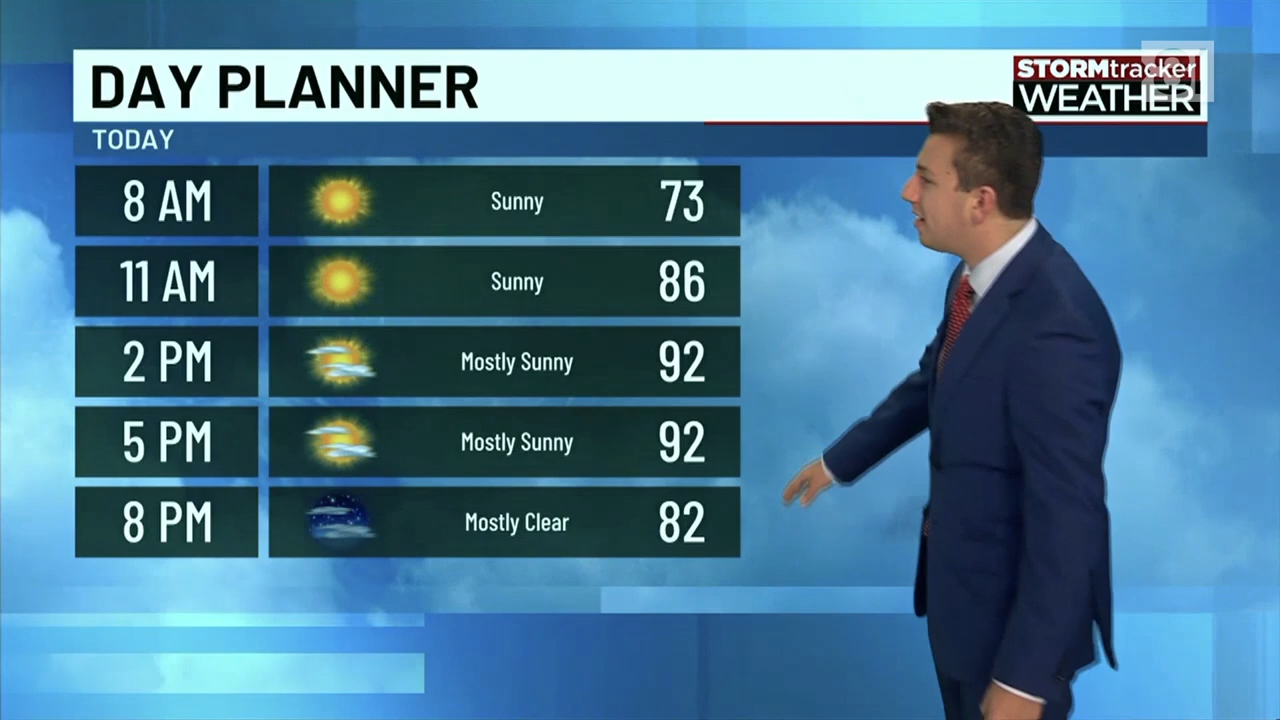 DAY PLANNER
STORMtracker
WEATHER
TODAY
8 AM Sunny 73
11 AM Sunny 86
2 PM Mostly Sunny 92
5 PM Mostly Sunny 92
8 PM Mostly Clear 82